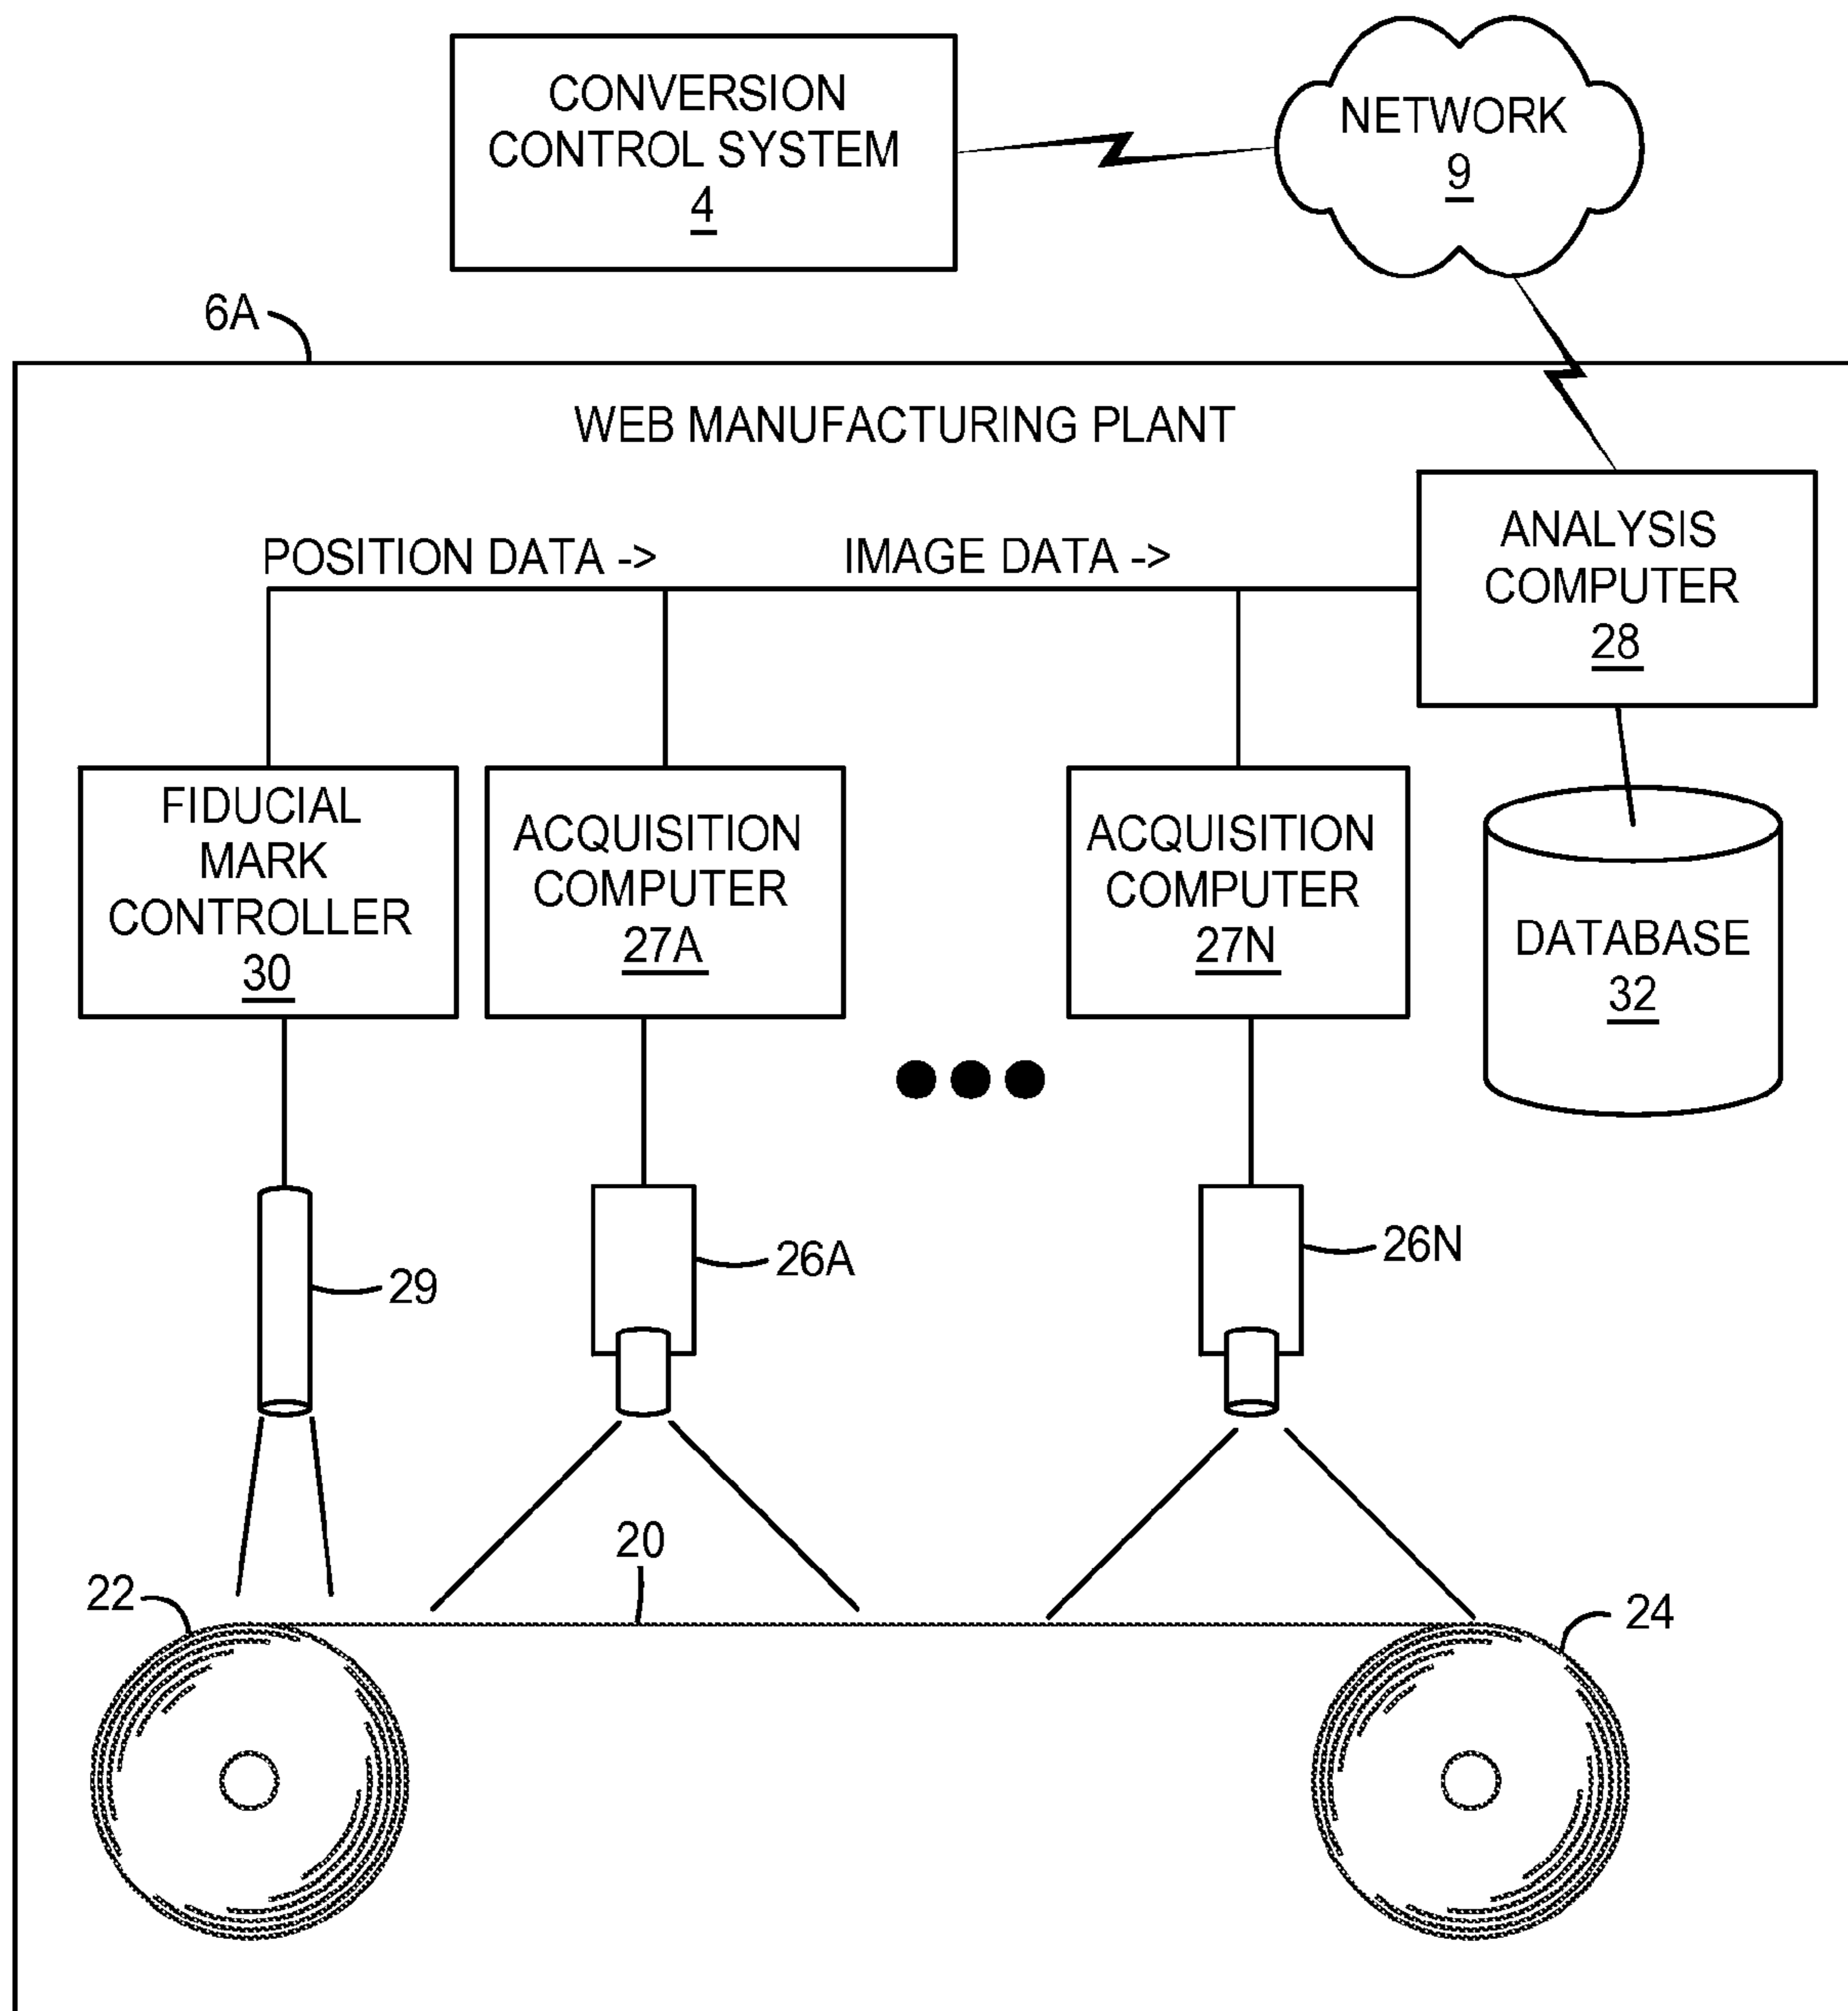 CONVERSION
CONTROL SYSTEM
4
NETWORK
9
6A
WEB MANUFACTURING PLANT
POSITION DATA ->
IMAGE DATA ->
ANALYSIS
COMPUTER
28
FIDUCIAL
MARK
CONTROLLER
30
ACQUISITION
COMPUTER
27A
ACQUISITION
COMPUTER
27N
DATABASE
32
29
26A
26N
20
22
24